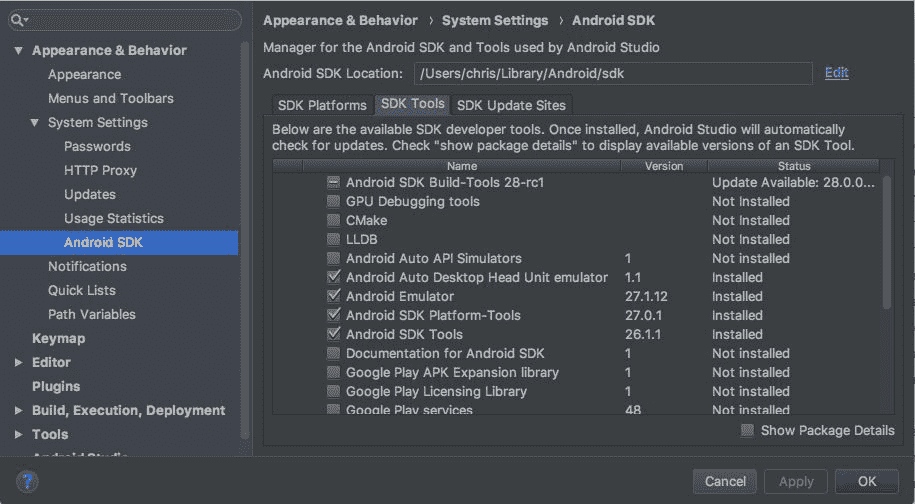 Appearance & Behavior
Appearance
Menus and Toolbars
System Settings
Passwords
HTTP Proxy
Updates
Usage Statistics
Android SDK
Notifications
Quick Lists
Path Variables
Keymap
Editor
Plugins
Build, Execution, Deployment
Tools
Android Studio
Appearance & Behavior › System Settings › Android SDK
Manager for the Android SDK and Tools used by Android Studio
Android SDK Location: /Users/chris/Library/Android/sdk Edit
SDK Platforms SDK Tools SDK Update Sites
Below are the available SDK developer tools. Once installed, Android Studio will automatically
check for updates. Check "show package details" to display available versions of an SDK Tool.
Name Version Status
Android SDK Build-Tools 28-rc1 Update Available: 28.0.0...
GPU Debugging tools Not Installed
CMake Not Installed
LLDB Not Installed
Android Auto API Simulators 1 Not installed
Android Auto Desktop Head Unit emulator 1.1 Installed
Android Emulator 27.1.12 Installed
Android SDK Platform-Tools 27.0.1 Installed
Android SDK Tools 26.1.1 Installed
Documentation for Android SDK 1 Not installed
Google Play APK Expansion library 1 Not installed
Google Play Licensing Library 1 Not installed
Google Play services 48 Not installed
Show Package Details
? Cancel Apply OK